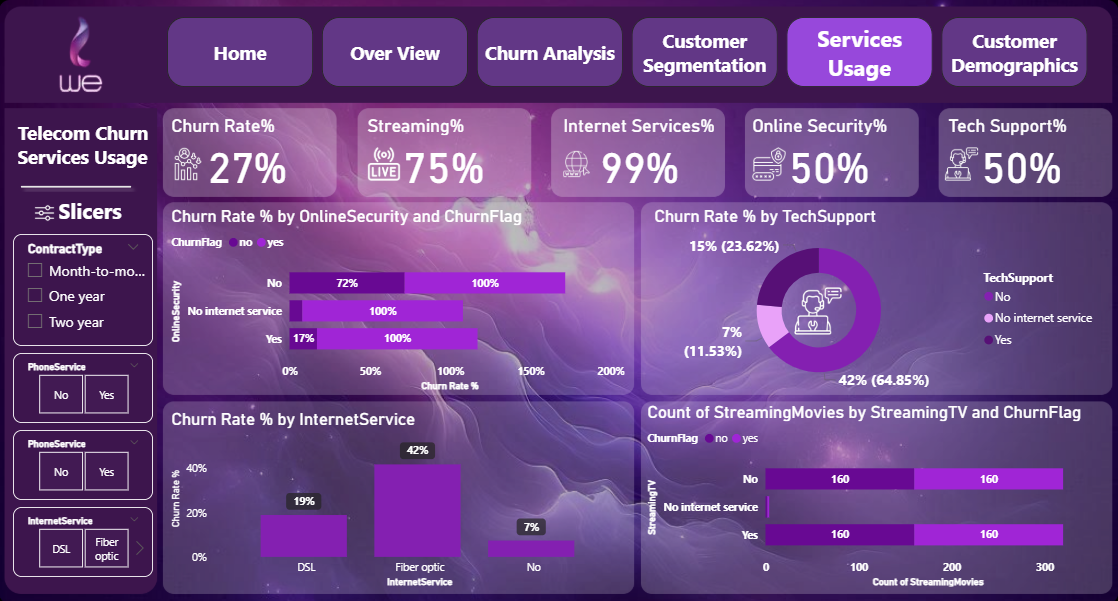 we
Home
Over View
Churn Analysis
Customer
Segmentation
Services
Usage
Customer
Demographics
Telecom Churn
Services Usage
Slicers
ContractType
Month-to-mo...
One year
Two year
PhoneService
No
Yes
PhoneService
No
Yes
InternetService
DSL
Fiber
optic
Churn Rate%
27%
Streaming%
LIVE
75%
Internet Services%
99%
Online Security%
50%
Tech Support%
50%
Churn Rate % by OnlineSecurity and ChurnFlag
ChurnFlag no yes
OnlineSecurity
No 72% 100%
No internet service 100%
Yes 17% 100%
0% 50% 100% 150% 200%
Churn Rate %
Churn Rate % by TechSupport
15% (23.62%)
7%
(11.53%)
42% (64.85%)
TechSupport
No
No internet service
Yes
Churn Rate % by InternetService
Churn Rate %
40%
20%
0%
19%
42%
7%
DSL Fiber optic No
InternetService
Count of StreamingMovies by StreamingTV and ChurnFlag
ChurnFlag no yes
StreamingTV
No 160 160
No internet service
Yes 160 160
0 100 200 300
Count of StreamingMovies